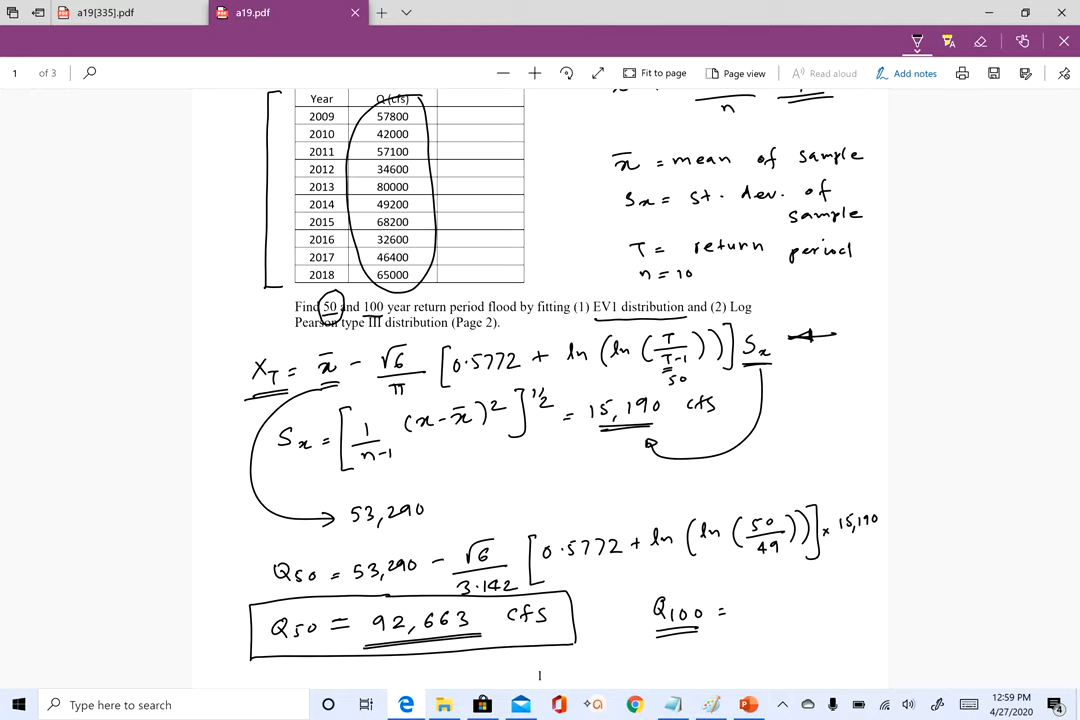 a19[335].pdf
a19.pdf
1 of 3
Fit to page
Page view
Read aloud
Add notes
n
Year Q (cfs)
2009 57800
2010 42000
2011 57100
2012 34600
2013 80000
2014 49200
2015 68200
2016 32600
2017 46400
2018 65000
x̄ = mean of sample
Sx = st. dev. of
sample
T = return period
n = 10
Find 50 and 100 year return period flood by fitting (1) EV1 distribution and (2) Log
Pearson type III distribution (Page 2).
X_T = x̄ - √6/π [0.5772 + ln (ln (T/T-1))] Sx
50
Sx = [1/n-1 (x-x̄)²]^1/2 = 15,190 cfs
53,290
Q50 = 53,290 - √6/3.142 [0.5772 + ln (ln (50/49))] × 15,190
Q50 = 92,663 cfs
Q100 =
1
Type here to search
12:59 PM
4/27/2020
4